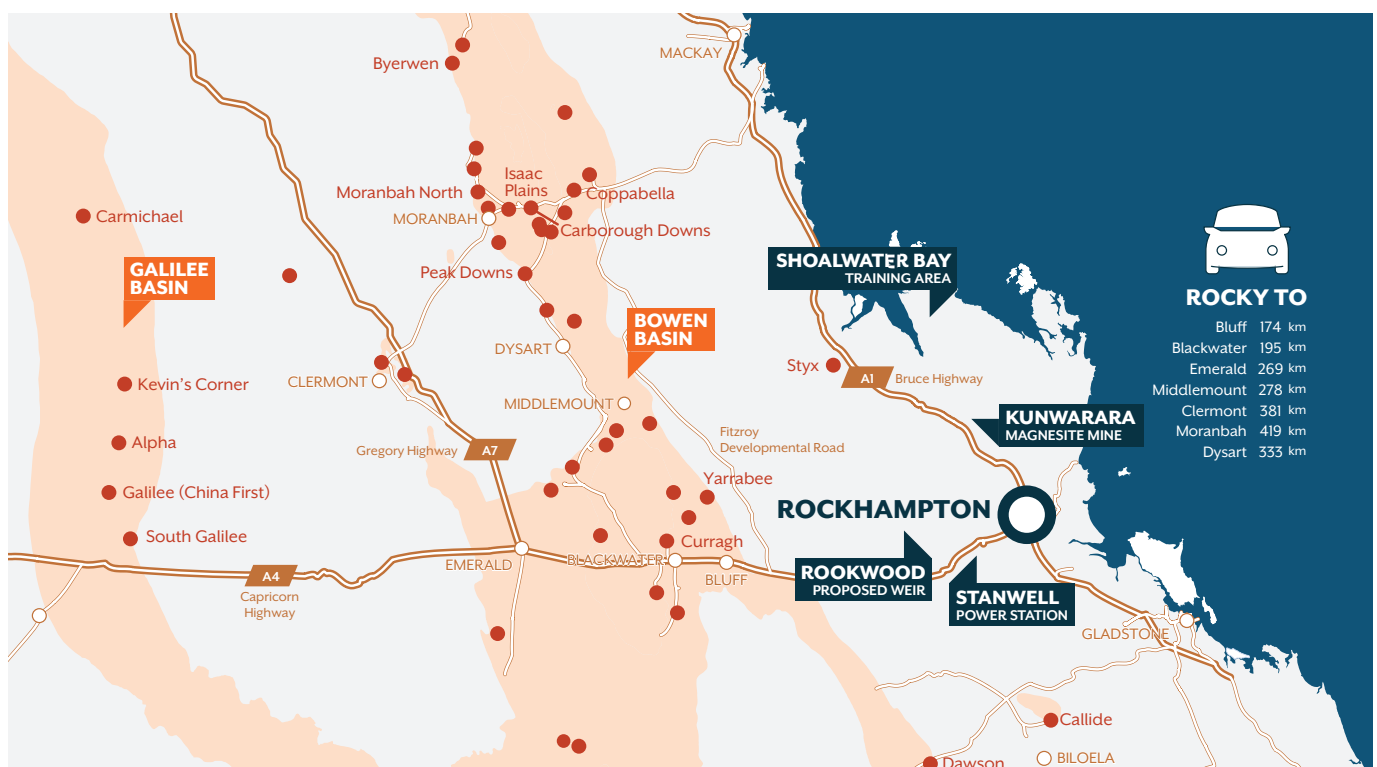 MACKAY
Byerwen
Isaac
Plains
Moranbah North
Coppabella
MORANBAH
Carmichael
Carborough Downs
GALILEE
BASIN
Peak Downs
SHOALWATER BAY
TRAINING AREA
ROCKY TO
Bluff 174 km
Blackwater 195 km
Emerald 269 km
Middlemount 278 km
Clermont 381 km
Moranbah 419 km
Dysart 333 km
BOWEN
BASIN
DYSART
Styx
A1
Bruce Highway
CLERMONT
Kevin's Corner
MIDDLEMOUNT
KUNWARARA
MAGNESITE MINE
Alpha
Gregory Highway
A7
Fitzroy
Developmental Road
Yarrabee
Galilee (China First)
ROCKHAMPTON
South Galilee
Curragh
EMERALD
BLACKWATER
BLUFF
A4
Capricorn
Highway
ROOKWOOD
PROPOSED WEIR
STANWELL
POWER STATION
GLADSTONE
Callide
BILOELA
Dawson